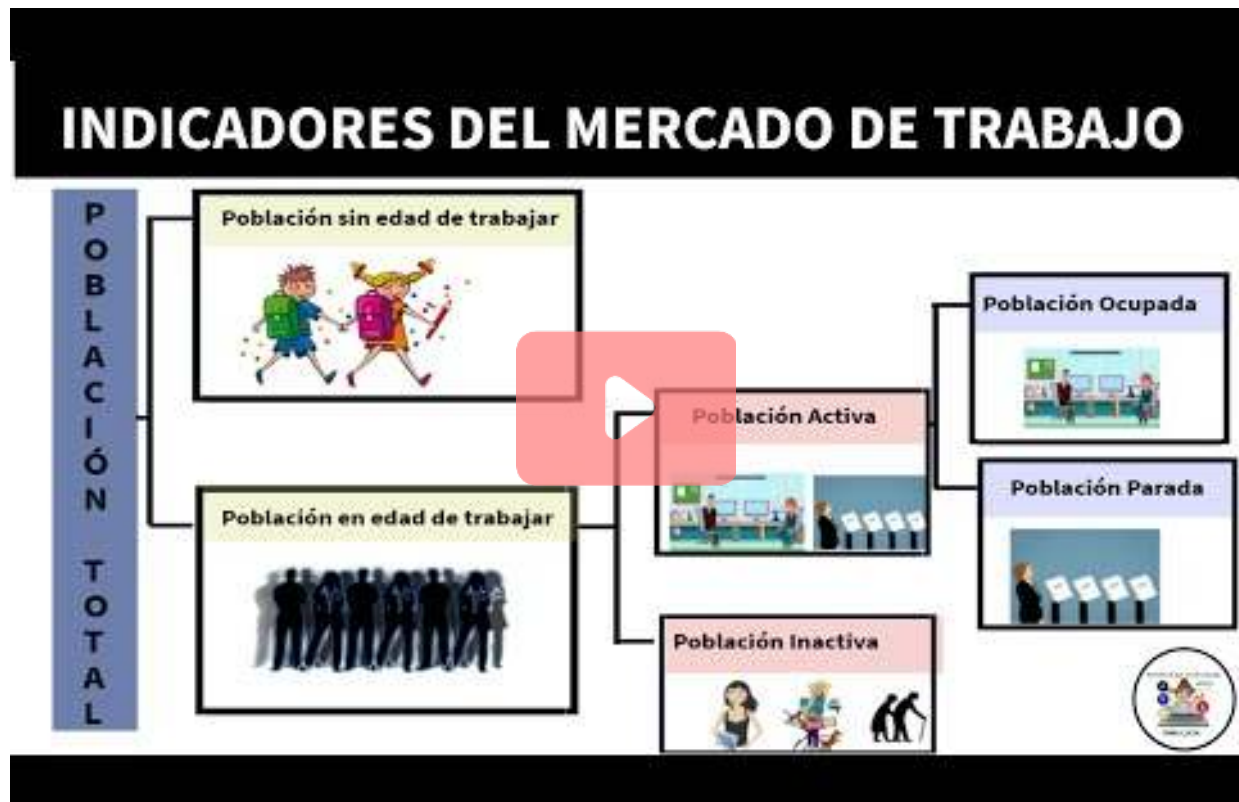 INDICADORES DEL MERCADO DE TRABAJO
POBLACIÓN TOTAL
Población sin edad de trabajar
Población en edad de trabajar
Población Activa
Población Inactiva
Población Ocupada
Población Parada